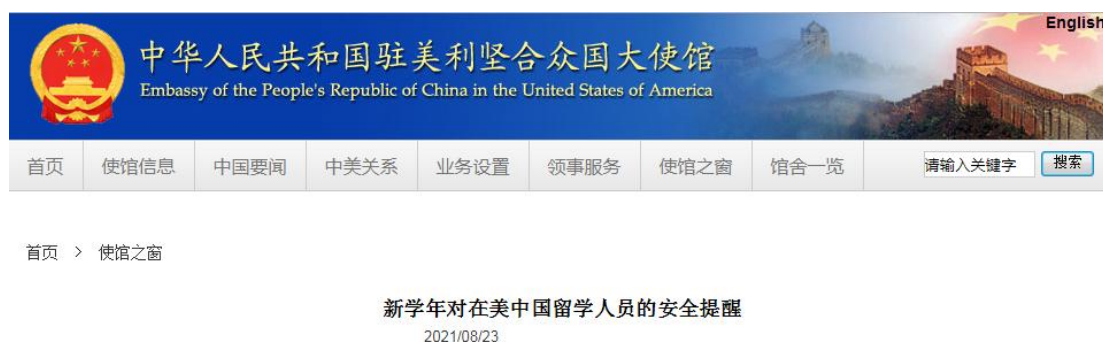 English
中华人民共和国驻美利坚合众国大使馆
Embassy of the People's Republic of China in the United States of America
首页 使馆信息 中国要闻 中美关系 业务设置 领事服务 使馆之窗 馆舍一览 请输入关键字 搜索
首页 > 使馆之窗
新学年对在美中国留学人员的安全提醒
2021/08/23